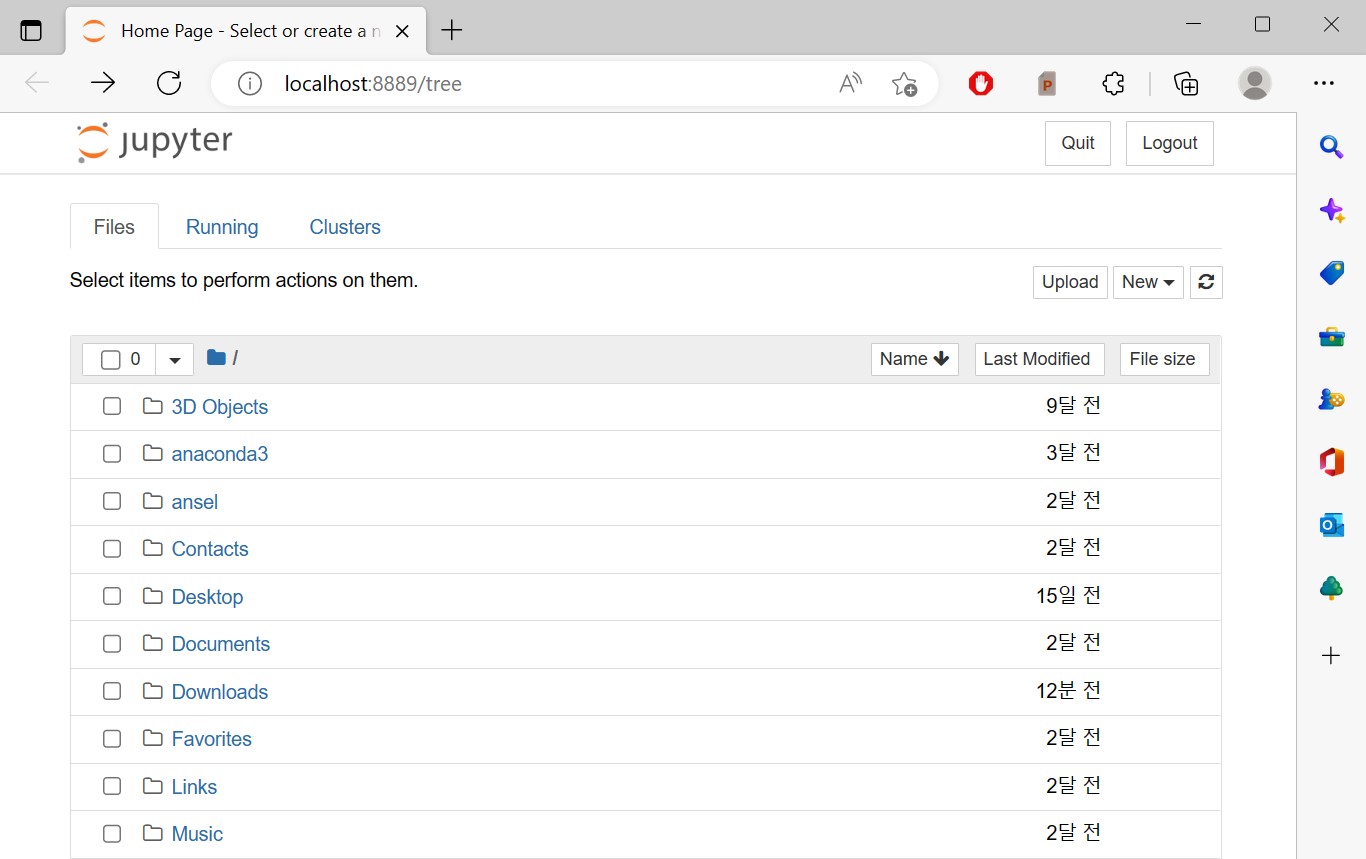 Home Page - Select or create a n
localhost:8889/tree
jupyter
Quit Logout
Files Running Clusters
Select items to perform actions on them.
Upload New
0 / Name Last Modified File size
3D Objects 9달 전
anaconda3 3달 전
ansel 2달 전
Contacts 2달 전
Desktop 15일 전
Documents 2달 전
Downloads 12분 전
Favorites 2달 전
Links 2달 전
Music 2달 전